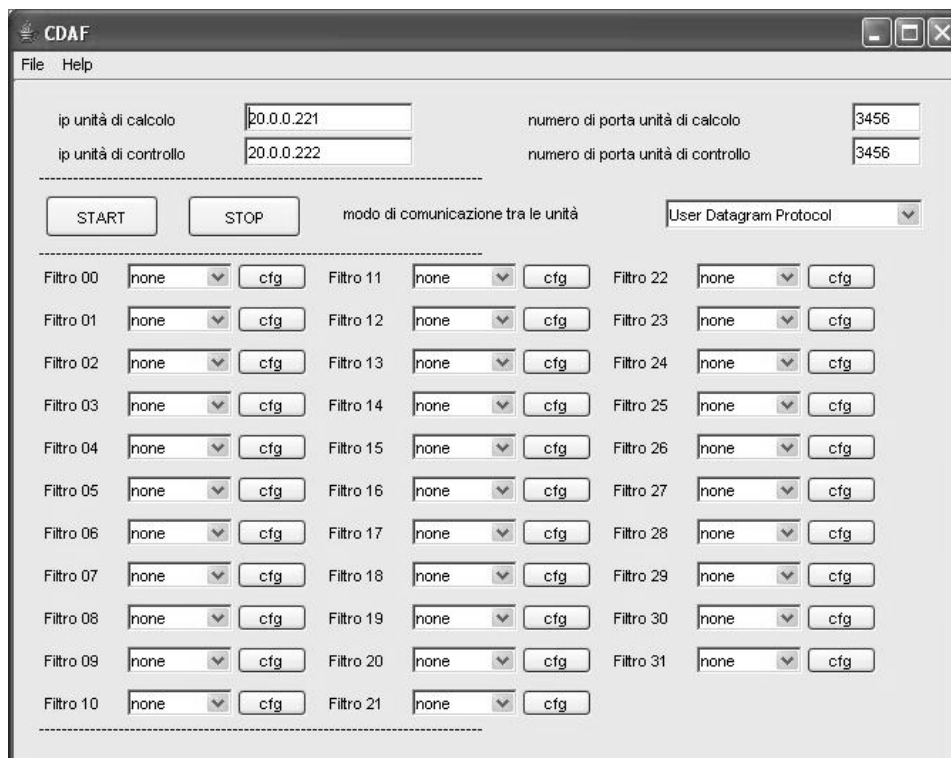 CDAF
File Help
ip unità di calcolo 20.0.0.221 numero di porta unità di calcolo 3456
ip unità di controllo 20.0.0.222 numero di porta unità di controllo 3456
START STOP modo di comunicazione tra le unità User Datagram Protocol
Filtro 00 none cfg Filtro 11 none cfg Filtro 22 none cfg
Filtro 01 none cfg Filtro 12 none cfg Filtro 23 none cfg
Filtro 02 none cfg Filtro 13 none cfg Filtro 24 none cfg
Filtro 03 none cfg Filtro 14 none cfg Filtro 25 none cfg
Filtro 04 none cfg Filtro 15 none cfg Filtro 26 none cfg
Filtro 05 none cfg Filtro 16 none cfg Filtro 27 none cfg
Filtro 06 none cfg Filtro 17 none cfg Filtro 28 none cfg
Filtro 07 none cfg Filtro 18 none cfg Filtro 29 none cfg
Filtro 08 none cfg Filtro 19 none cfg Filtro 30 none cfg
Filtro 09 none cfg Filtro 20 none cfg Filtro 31 none cfg
Filtro 10 none cfg Filtro 21 none cfg